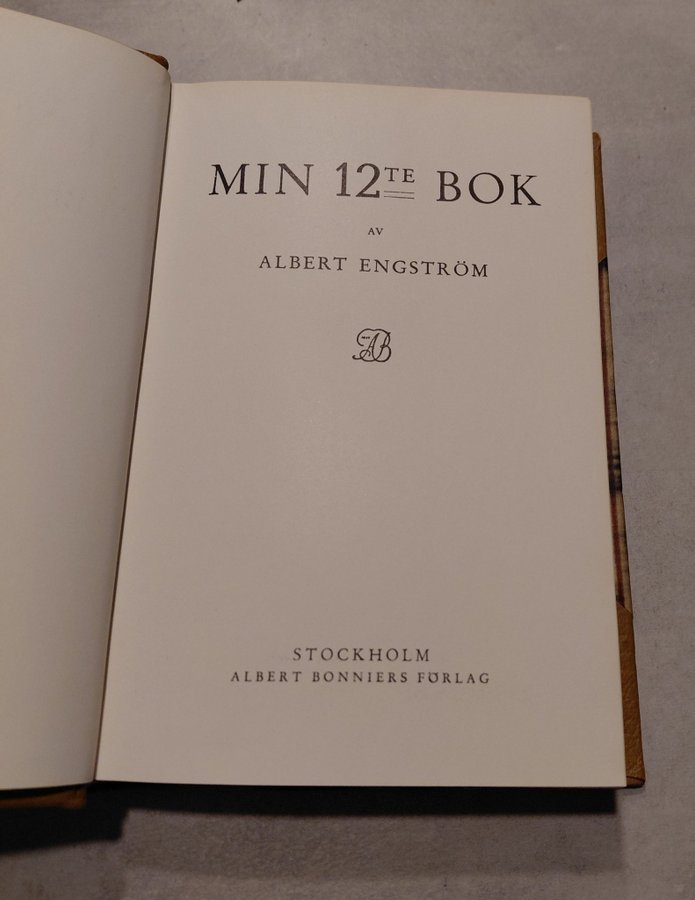 MIN 12TE BOK
AV
ALBERT ENGSTRÖM
AB
STOCKHOLM
ALBERT BONNIERS FÖRLAG